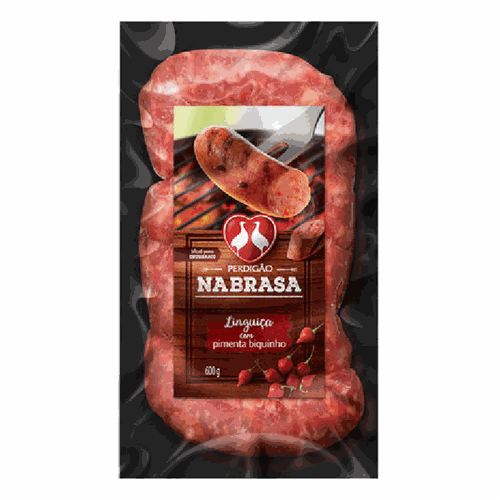 Ideal para
CHURRASCO
PERDIGÃO
NABRASA
Linguiça
com
pimenta biquinho
600g